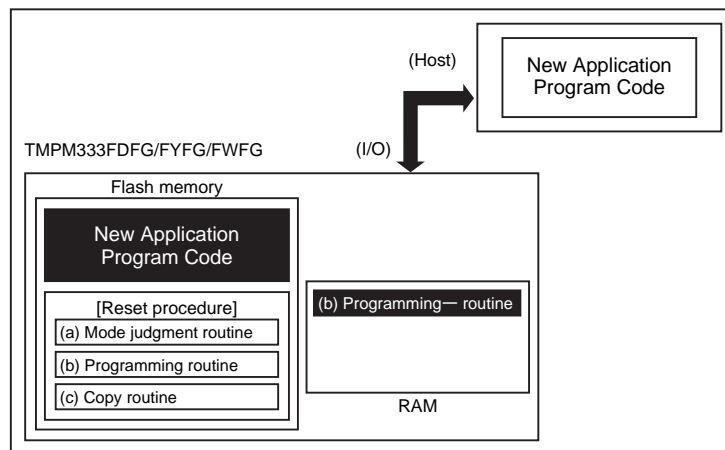 (Host)
New Application
Program Code
TMPM333FDFG/FYFG/FWFG
(I/O)
Flash memory
New Application
Program Code
[Reset procedure]
(a) Mode judgment routine
(b) Programming routine
(c) Copy routine
(b) Programming— routine
RAM